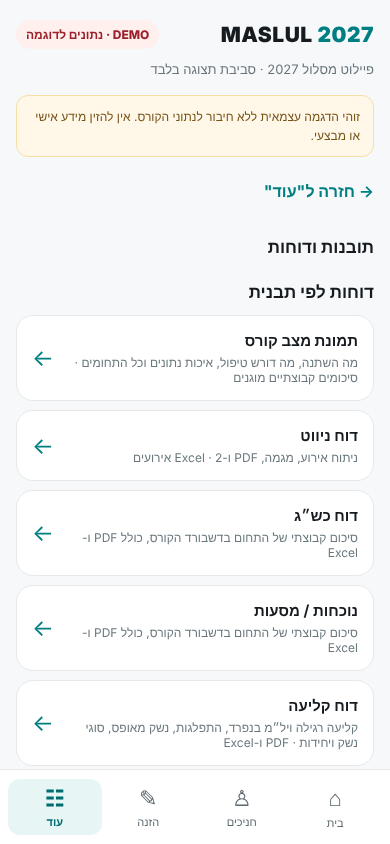 MASLUL 2027
DEMO · נתונים לדוגמה
פיילוט מסלול 2027 · סביבת תצוגה בלבד
זוהי הדגמה עצמאית ללא חיבור לנתוני הקורס. אין להזין מידע אישי
או מבצעי.
→ חזרה ל"עוד"
תובנות ודוחות
דוחות לפי תבנית
תמונת מצב קורס
מה השתנה, מה דורש טיפול, איכות נתונים וכל התחומים ·
סיכומים קבוצתיים מוגנים
←
דוח ניווט
ניתוח אירוע, מגמה, PDF ו-2 Excel · אירועים
←
דוח כש״ג
סיכום קבוצתי של התחום בדשבורד הקורס, כולל PDF ו-
Excel
←
נוכחות / מסעות
סיכום קבוצתי של התחום בדשבורד הקורס, כולל PDF ו-
Excel
←
דוח קליעה
קליעה רגילה ויל״מ בנפרד, התפלגות, נשק מאופס, סוגי
נשק ויחידות · PDF ו-Excel
←
בית
חניכים
הזנה
עוד